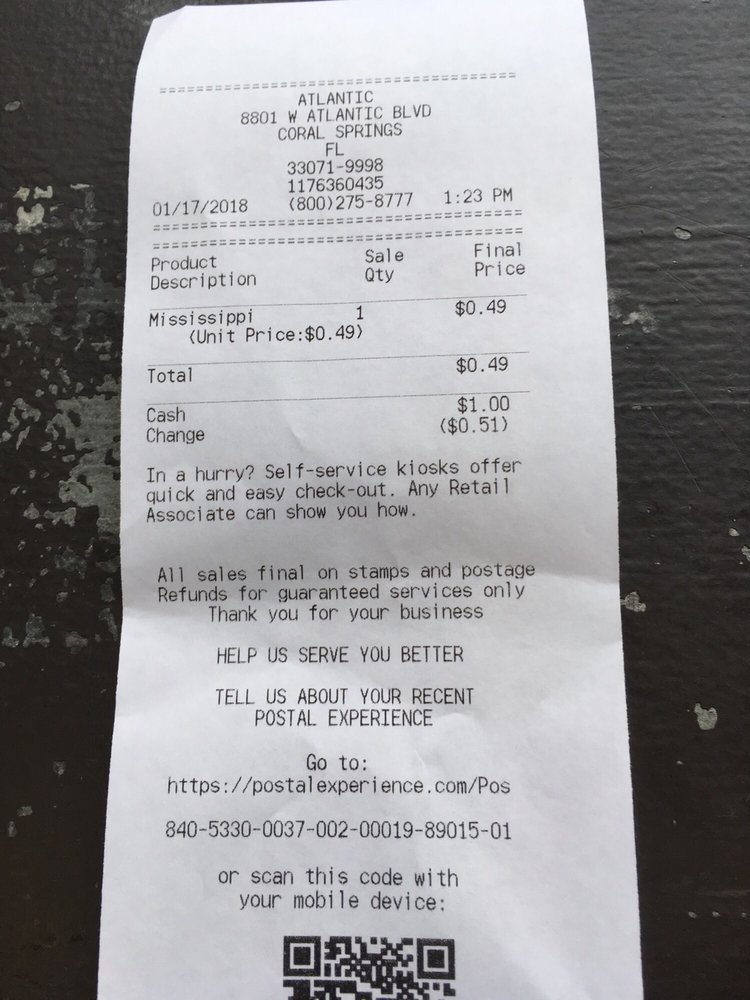 ==========================================
ATLANTIC
8801 W ATLANTIC BLVD
CORAL SPRINGS
FL
33071-9998
1176360435
01/17/2018 (800)275-8777 1:23 PM
==========================================
==========================================
Product Sale Final
Description Qty Price
Mississippi 1 $0.49
(Unit Price:$0.49)
Total $0.49
Cash $1.00
Change ($0.51)
In a hurry? Self-service kiosks offer
quick and easy check-out. Any Retail
Associate can show you how.
All sales final on stamps and postage
Refunds for guaranteed services only
Thank you for your business
HELP US SERVE YOU BETTER
TELL US ABOUT YOUR RECENT
POSTAL EXPERIENCE
Go to:
https://postalexperience.com/Pos
840-5330-0037-002-00019-89015-01
or scan this code with
your mobile device: